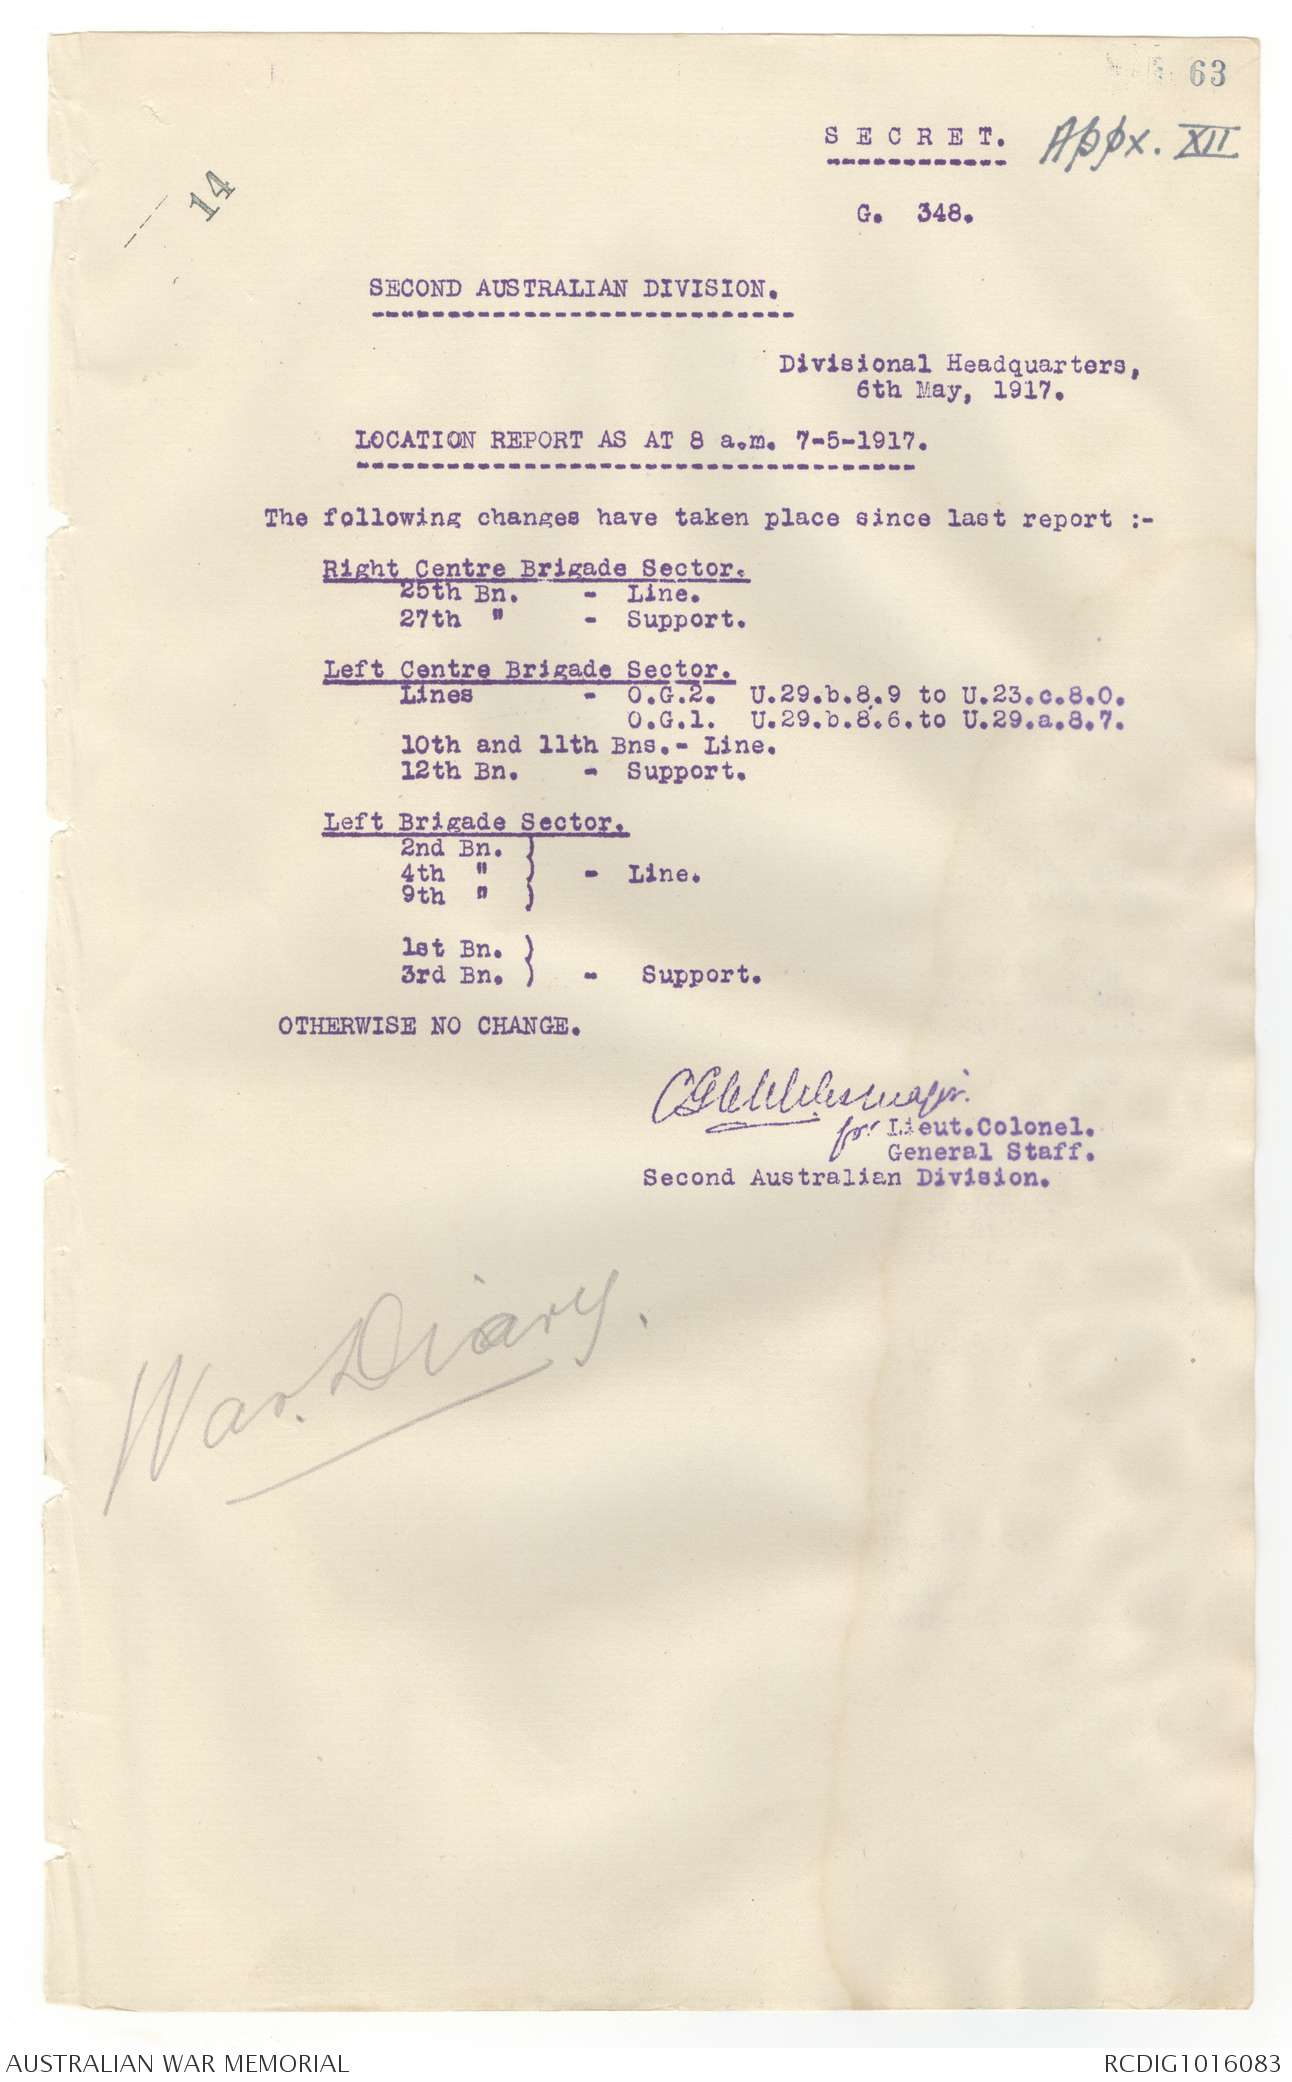 63
S E C R E T. Appx. XII
14
G. 348.
SECOND AUSTRALIAN DIVISION.
Divisional Headquarters,
6th May, 1917.
LOCATION REPORT AS AT 8 a.m. 7-5-1917.
The following changes have taken place since last report :-
Right Centre Brigade Sector.
25th Bn. - Line.
27th " - Support.
Left Centre Brigade Sector.
Lines - O.G.2. U.29.b.8.9 to U.23.c.8.0.
O.G.1. U.29.b.8.6.to U.29.a.8.7.
10th and 11th Bns.- Line.
12th Bn. - Support.
Left Brigade Sector.
2nd Bn. }
4th " } - Line.
9th " }
1st Bn. }
3rd Bn. } - Support.
OTHERWISE NO CHANGE.
major.
for Lieut.Colonel.
General Staff.
Second Australian Division.
War Diary.
AUSTRALIAN WAR MEMORIAL
RCDIG1016083